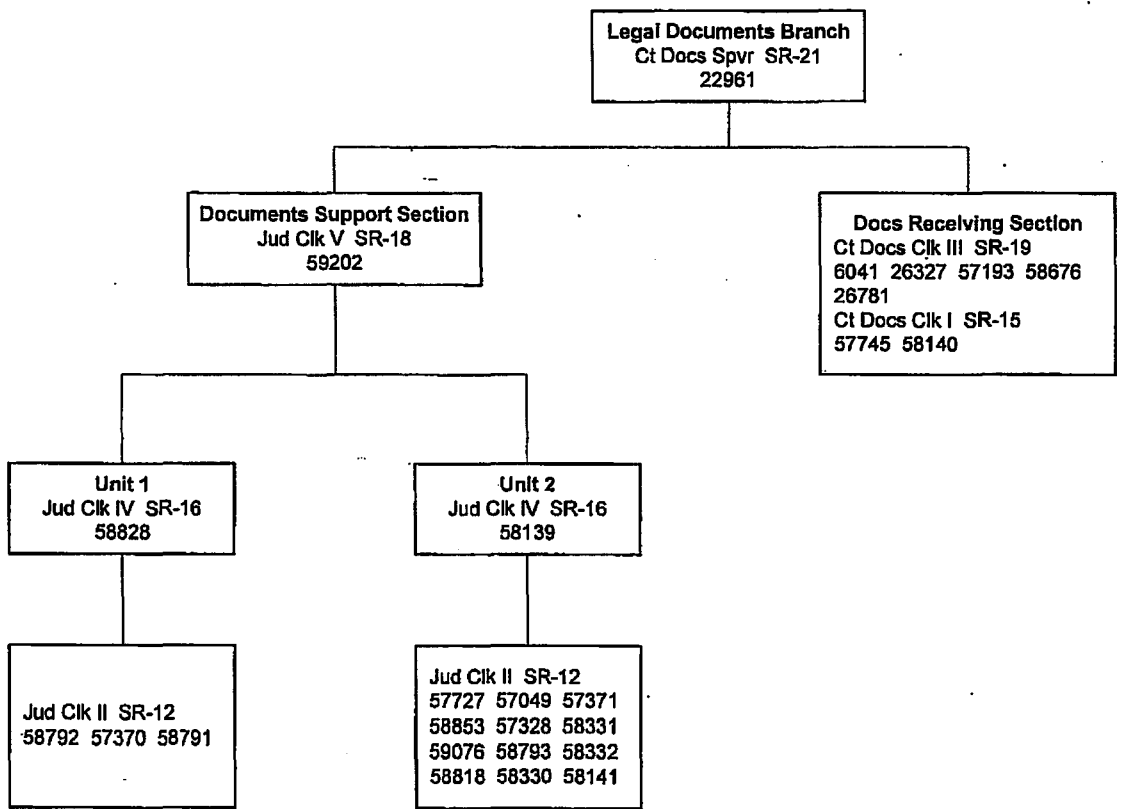 Legal Documents Branch
Ct Docs Spvr SR-21
22961
Documents Support Section
Jud Clk V SR-18
59202
Docs Receiving Section
Ct Docs Clk III SR-19
6041 26327 57193 58676
26781
Ct Docs Clk I SR-15
57745 58140
Unit 1
Jud Clk IV SR-16
58828
Unit 2
Jud Clk IV SR-16
58139
Jud Clk II SR-12
58792 57370 58791
Jud Clk II SR-12
57727 57049 57371
58853 57328 58331
59076 58793 58332
58818 58330 58141